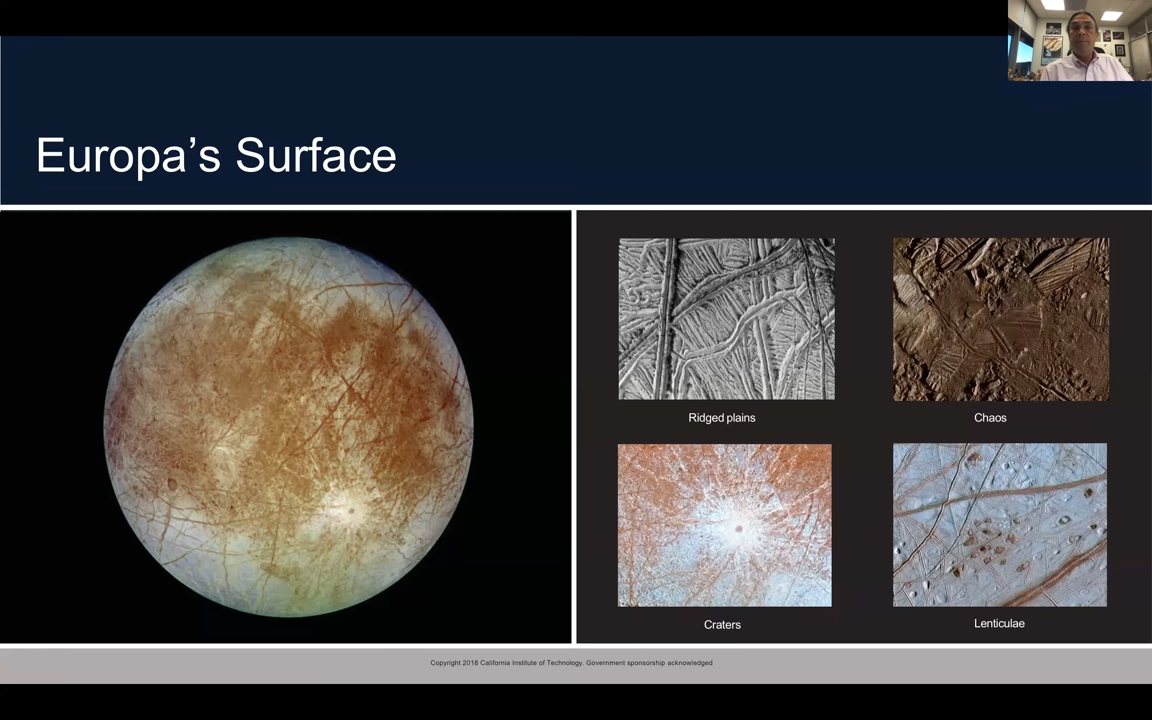 Europa’s Surface
Ridged plains
Chaos
Craters
Lenticulae
Copyright 2018 California Institute of Technology. Government sponsorship acknowledged